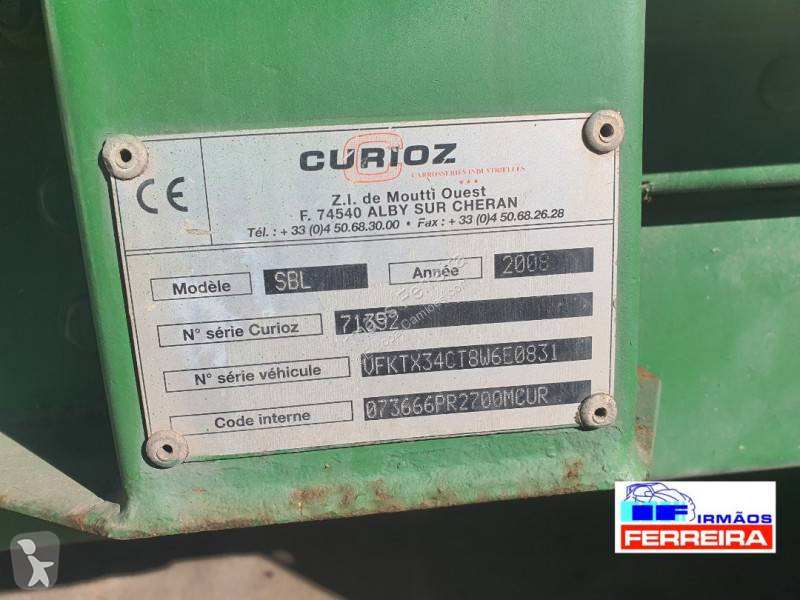 CURIOZ
CARROSSERIES INDUSTRIELLES
CE
Z.I. de Moutti Ouest
F. 74540 ALBY SUR CHERAN
Tél. : + 33 (0)4 50.68.30.00 • Fax : + 33 (0)4 50.68.26.28
Modèle SBL Année 2008
N° série Curioz 71392
N° série véhicule VFKTX34CT8W6E0831
Code interne 073666PR2700MCUR
IF IRMÃOS
FERREIRA